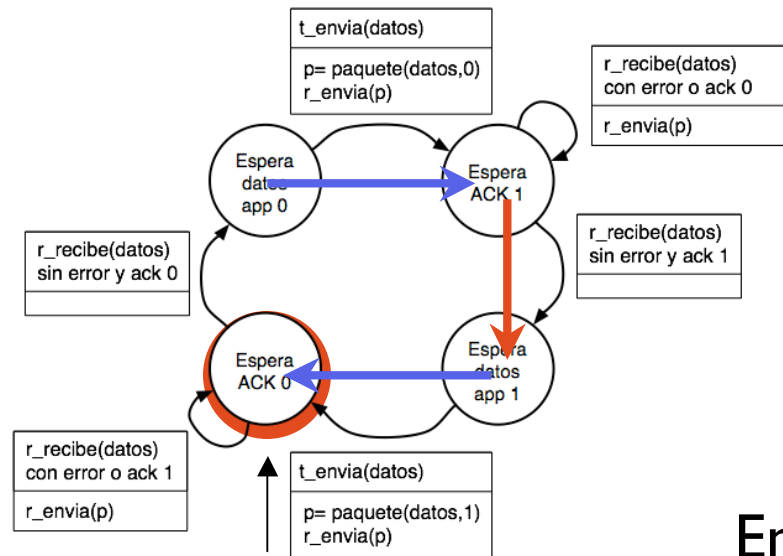 t_envia(datos)
p= paquete(datos,0)
r_envia(p)
r_recibe(datos)
con error o ack 0
r_envia(p)
Espera
datos
app 0
Espera
ACK 1
r_recibe(datos)
sin error y ack 0
r_recibe(datos)
sin error y ack 1
Espera
ACK 0
Espera
datos
app 1
r_recibe(datos)
con error o ack 1
r_envia(p)
t_envia(datos)
p= paquete(datos,1)
r_envia(p)